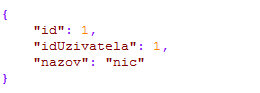 {
    "id": 1,
    "idUzivatela": 1,
    "nazov": "nic"
}